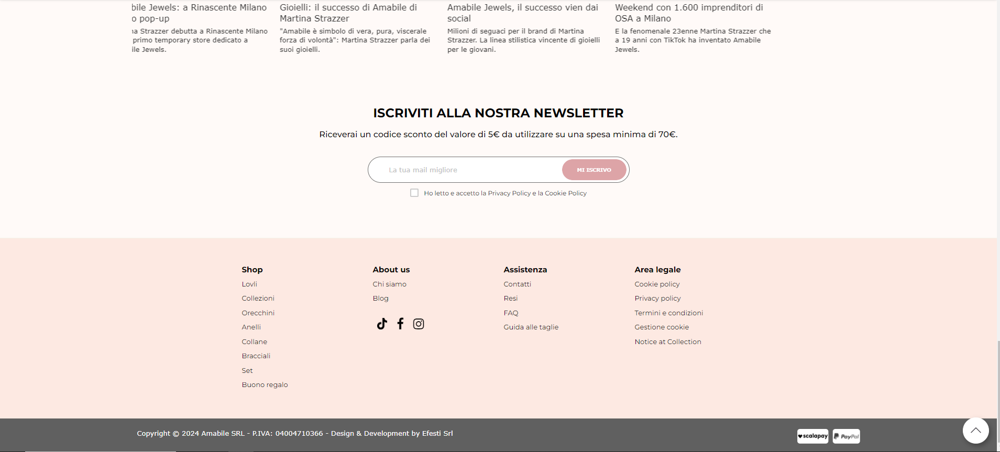 bile Jewels: a Rinascente Milano
o pop-up
na Strazzer debutta a Rinascente Milano
primo temporary store dedicato a
ile Jewels.
Gioielli: il successo di Amabile di
Martina Strazzer
"Amabile è simbolo di vera, pura, viscerale
forza di volontà": Martina Strazzer parla dei
suoi gioielli.
Amabile Jewels, il successo vien dai
social
Milioni di seguaci per il brand di Martina
Strazzer. La linea stilistica vincente di gioielli
per le giovani.
Weekend con 1.600 imprenditori di
OSA a Milano
E la fenomenale 23enne Martina Strazzer che
a 19 anni con TikTok ha inventato Amabile
Jewels.
ISCRIVITI ALLA NOSTRA NEWSLETTER
Riceverai un codice sconto del valore di 5€ da utilizzare su una spesa minima di 70€.
La tua mail migliore
MI ISCRIVO
Ho letto e accetto la Privacy Policy e la Cookie Policy
Shop
Lovli
Collezioni
Orecchini
Anelli
Collane
Bracciali
Set
Buono regalo
About us
Chi siamo
Blog
Assistenza
Contatti
Resi
FAQ
Guida alle taglie
Area legale
Cookie policy
Privacy policy
Termini e condizioni
Gestione cookie
Notice at Collection
Copyright © 2024 Amabile SRL - P.IVA: 04004710366 - Design & Development by Efesti Srl
scalapay
PayPal